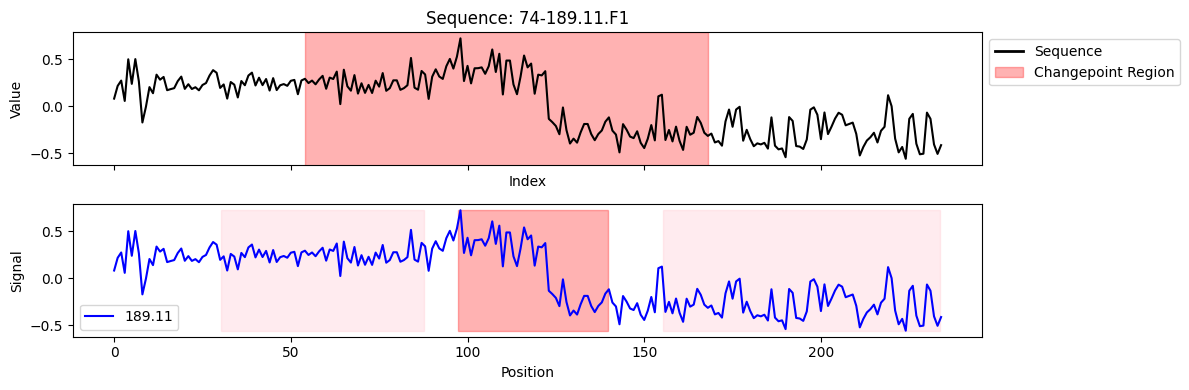 Sequence: 74-189.11.F1
Value
0.5
0.0
−0.5
Index
Sequence
Changepoint Region
Signal
0.5
0.0
−0.5
189.11
0
50
100
150
200
Position